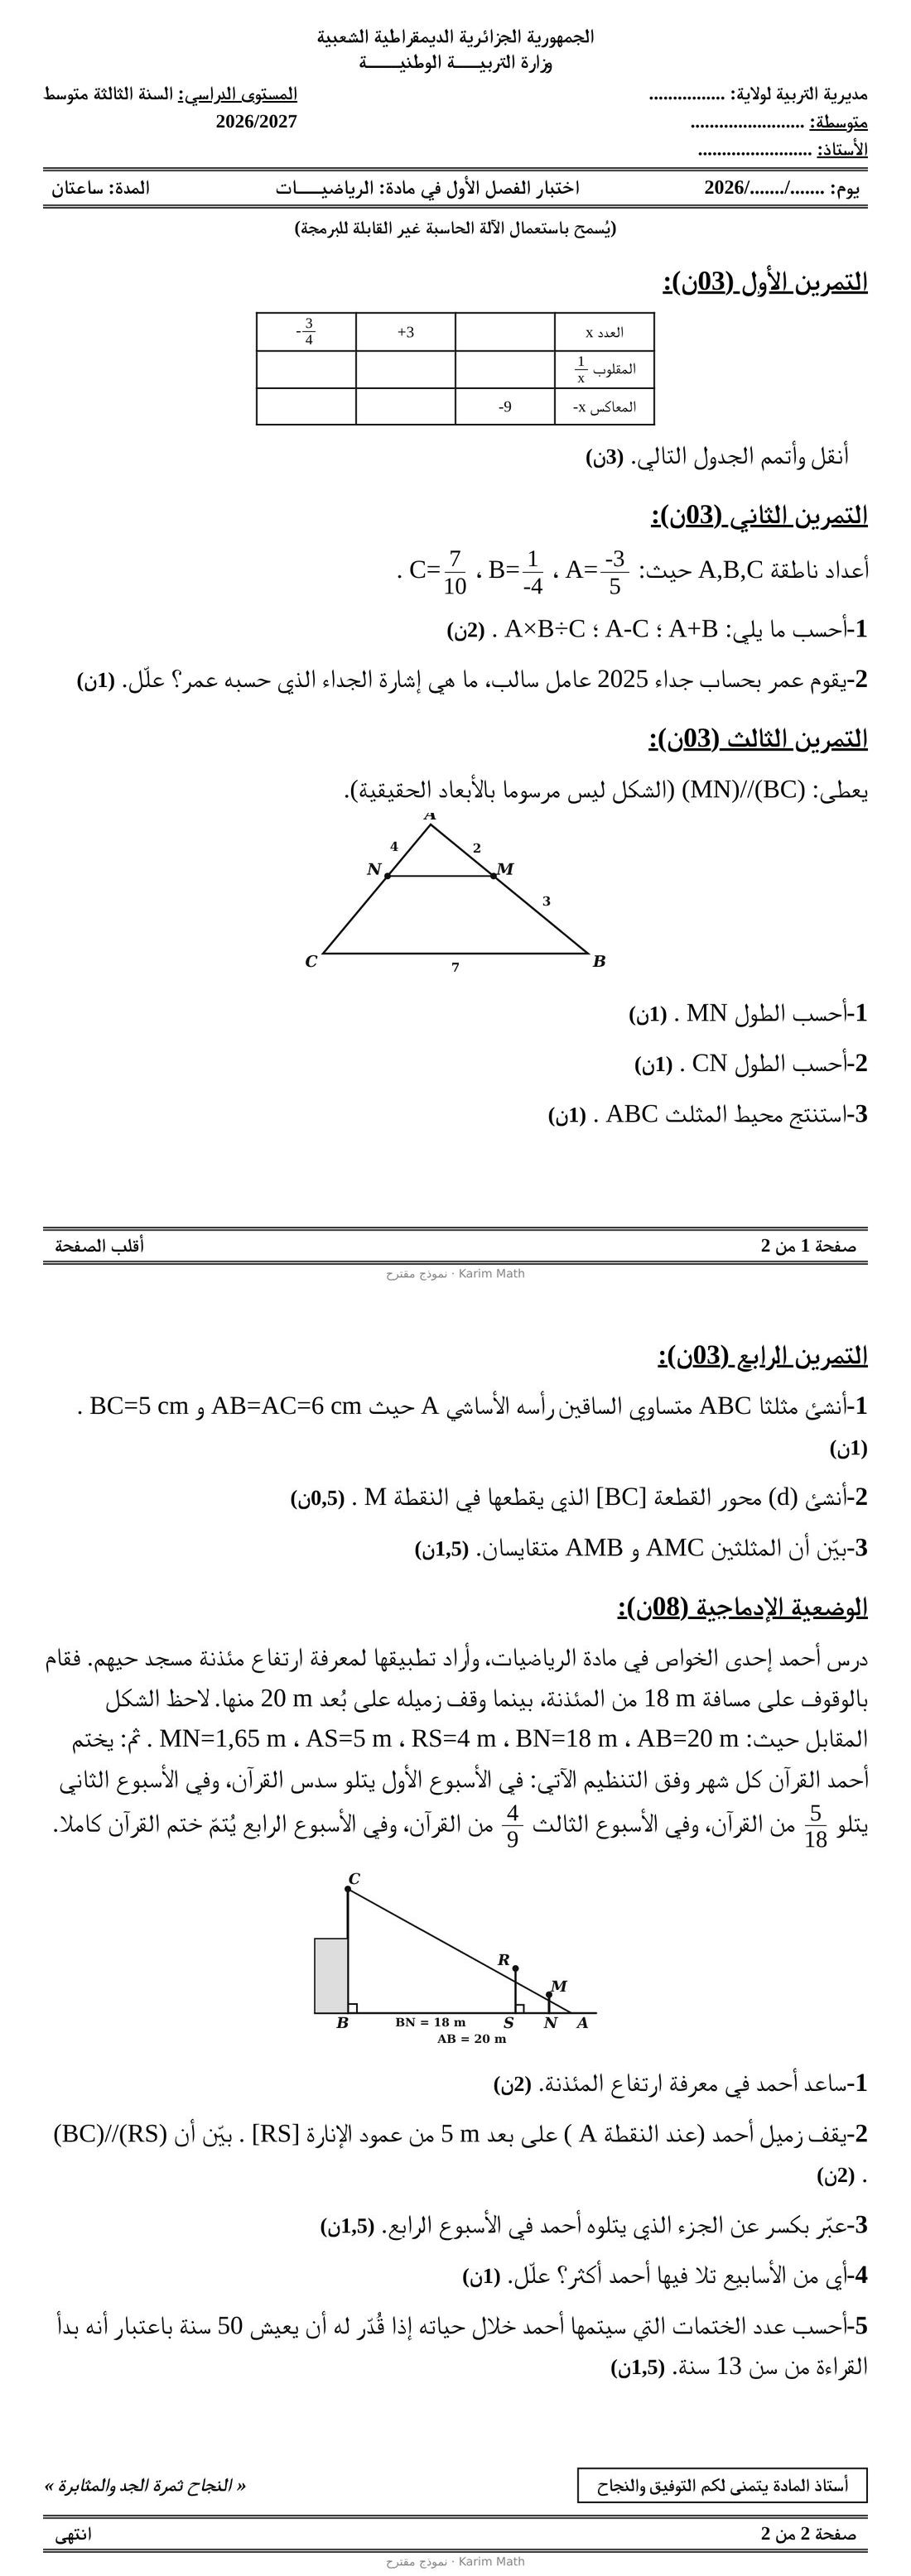 الجمهورية الجزائرية الديمقراطية الشعبية
وزارة التربيـــــة الوطنيـــــــة
مديرية التربية لولاية: ................
المستوى الدراسي: السنة الثالثة متوسط
متوسطة: ........................
2026/2027
الأستاذ: ........................
يوم: ......./......./2026
اختبار الفصل الأول في مادة: الرياضيـــــات
المدة: ساعتان
(يُسمح باستعمال الآلة الحاسبة غير القابلة للبرمجة)
التمرين الأول (03ن):
العدد x
+3
-3/4
المقلوب 1/x
المعاكس -x
-9
أنقل وأتمم الجدول التالي. (3ن)
التمرين الثاني (03ن):
أعداد ناطقة A,B,C حيث: A=-3/5 ، B=1/-4 ، C=7/10 .
1-أحسب ما يلي: A+B ؛ A-C ؛ A×B÷C . (2ن)
2-يقوم عمر بحساب جداء 2025 عامل سالب، ما هي إشارة الجداء الذي حسبه عمر؟ علّل. (1ن)
التمرين الثالث (03ن):
يعطى: (MN)//(BC) (الشكل ليس مرسوما بالأبعاد الحقيقية).
A
4
2
N
M
3
C
B
7
1-أحسب الطول MN . (1ن)
2-أحسب الطول CN . (1ن)
3-استنتج محيط المثلث ABC . (1ن)
صفحة 1 من 2
أقلب الصفحة
نموذج مقترح · Karim Math
التمرين الرابع (03ن):
1-أنشئ مثلثا ABC متساوي الساقين رأسه الأساشي A حيث AB=AC=6 cm و BC=5 cm .
(1ن)
2-أنشئ (d) محور القطعة [BC] الذي يقطعها في النقطة M . (0,5ن)
3-بيّن أن المثلثين AMC و AMB متقايسان. (1,5ن)
الوضعية الإدماجية (08ن):
درس أحمد إحدى الخواص في مادة الرياضيات، وأراد تطبيقها لمعرفة ارتفاع مئذنة مسجد حيهم. فقام
بالوقوف على مسافة 18 m من المئذنة، بينما وقف زميله على بُعد 20 m منها. لاحظ الشكل
المقابل حيث: AB=20 m ، BN=18 m ، RS=4 m ، AS=5 m ، MN=1,65 m . ثم: يختم
أحمد القرآن كل شهر وفق التنظيم الآتي: في الأسبوع الأول يتلو سدس القرآن، وفي الأسبوع الثاني
يتلو 5/18 من القرآن، وفي الأسبوع الثالث 4/9 من القرآن، وفي الأسبوع الرابع يُتمّ ختم القرآن كاملا.
C
R
M
B
BN = 18 m
S
N
A
AB = 20 m
1-ساعد أحمد في معرفة ارتفاع المئذنة. (2ن)
2-يقف زميل أحمد (عند النقطة A ) على بعد 5 m من عمود الإنارة [RS] . بيّن أن (BC)//(RS)
. (2ن)
3-عبّر بكسر عن الجزء الذي يتلوه أحمد في الأسبوع الرابع. (1,5ن)
4-أي من الأسابيع تلا فيها أحمد أكثر؟ علّل. (1ن)
5-أحسب عدد الختمات التي سيتمها أحمد خلال حياته إذا قُدّر له أن يعيش 50 سنة باعتبار أنه بدأ
القراءة من سن 13 سنة. (1,5ن)
أستاذ المادة يتمنى لكم التوفيق والنجاح
« النجاح ثمرة الجد والمثابرة »
صفحة 2 من 2
انتهى
نموذج مقترح · Karim Math